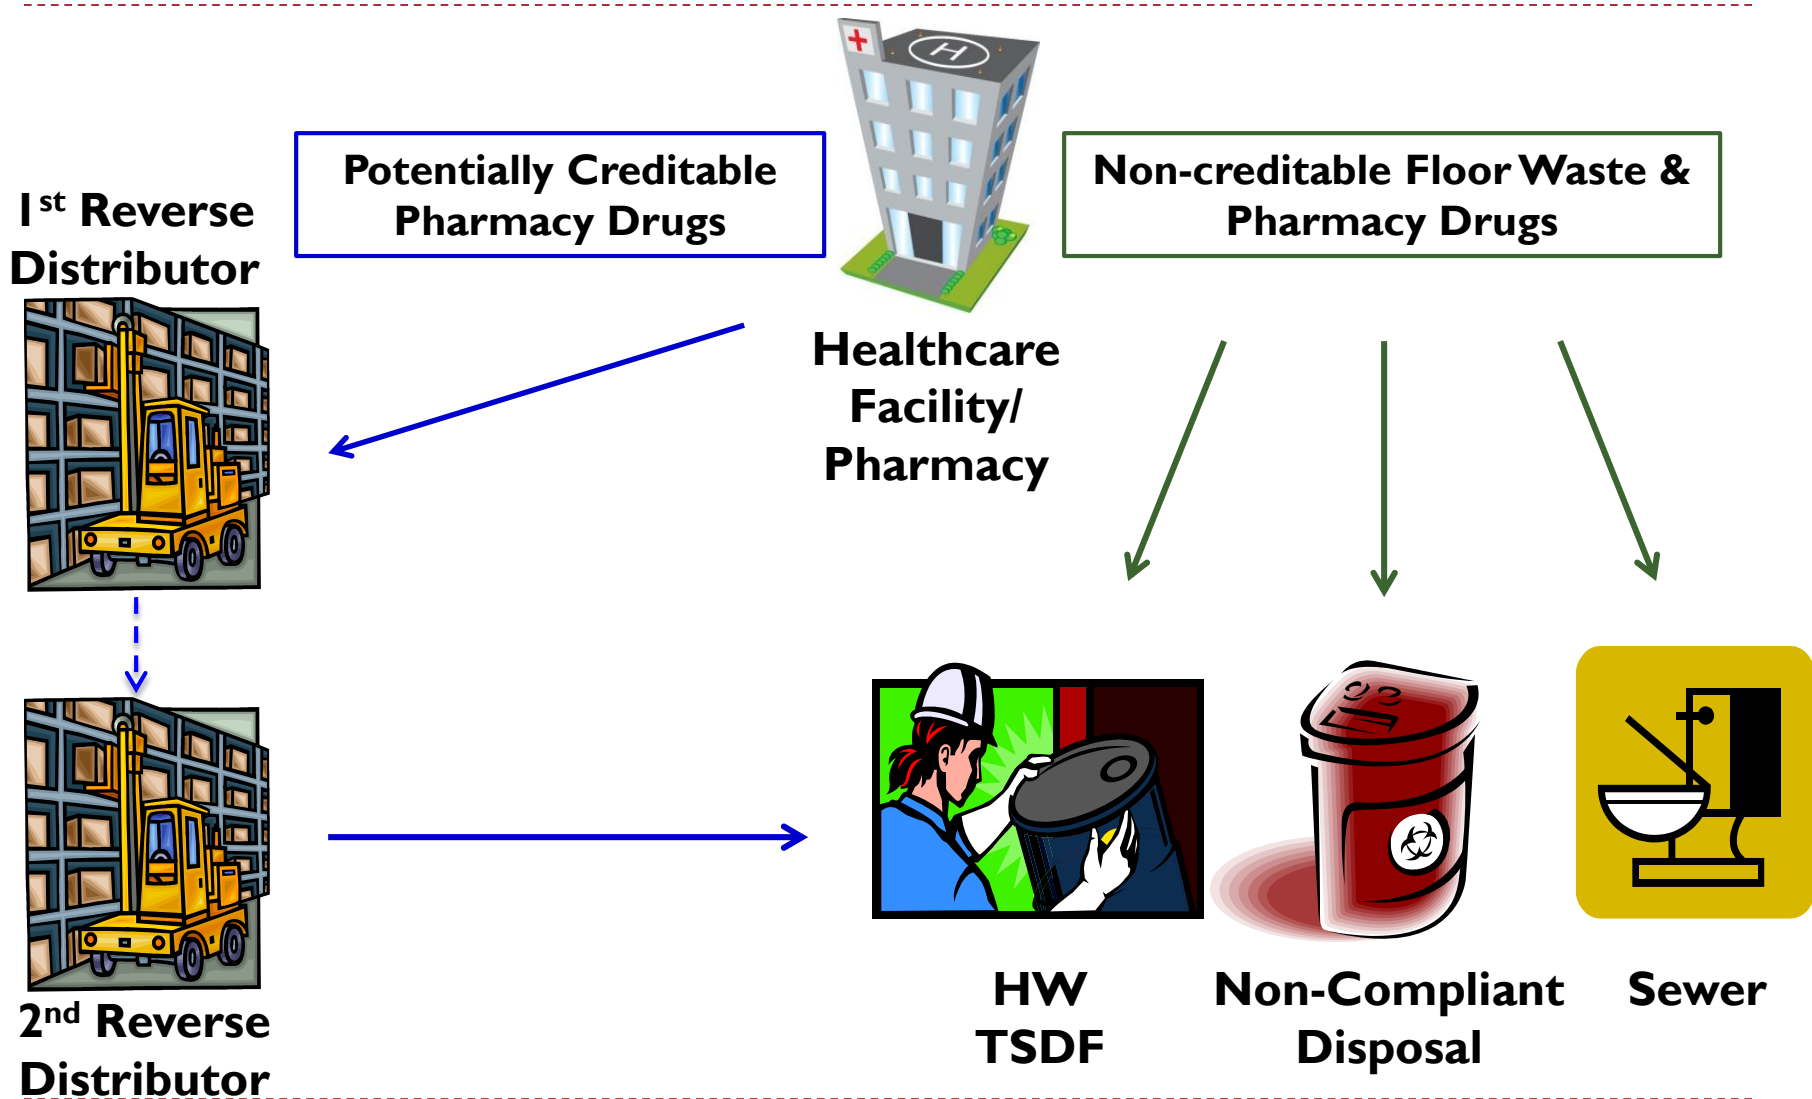 Potentially Creditable
Pharmacy Drugs
H
Non-creditable Floor Waste &
Pharmacy Drugs
1st Reverse
Distributor
Healthcare
Facility/
Pharmacy
2nd Reverse
Distributor
HW
TSDF
Non-Compliant
Disposal
Sewer